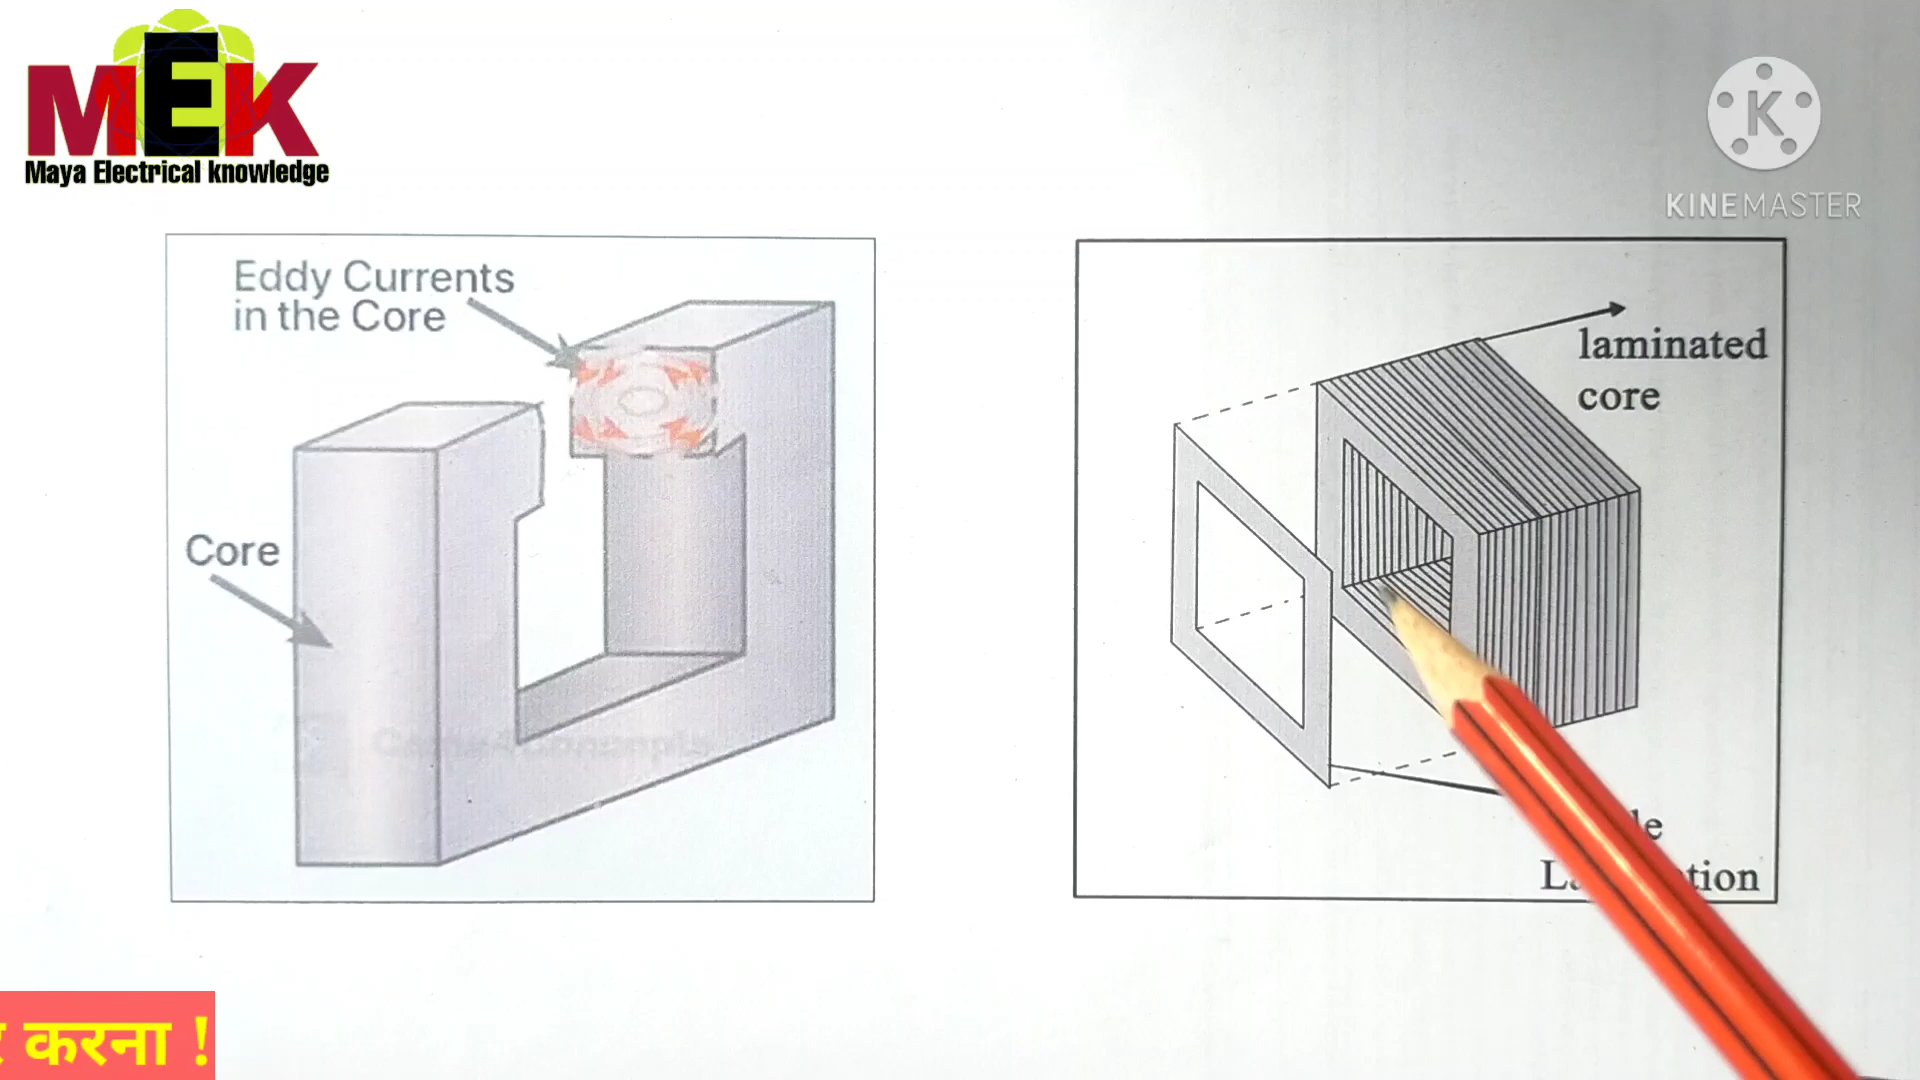 MEK
Maya Electrical knowledge
K
KINEMASTER
Eddy Currents
in the Core
Core
laminated
core
करना !